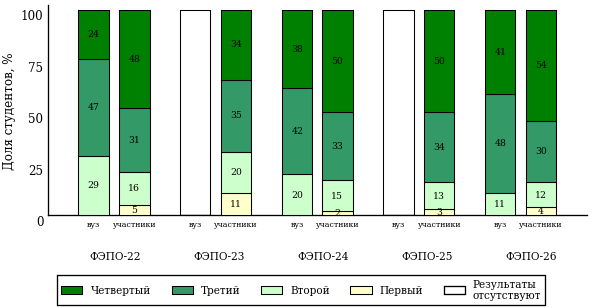 Доля студентов, %
100
75
50
25
0
24 48 34 38 50 50 41 54
47 31 35 42 33 34 48 30
29 16 20 20 15 13 11 12
5 11 2 3 4
вуз участники вуз участники вуз участники вуз участники вуз участники
ФЭПО-22 ФЭПО-23 ФЭПО-24 ФЭПО-25 ФЭПО-26
Четвертый Третий Второй Первый Результаты
отсутствуют